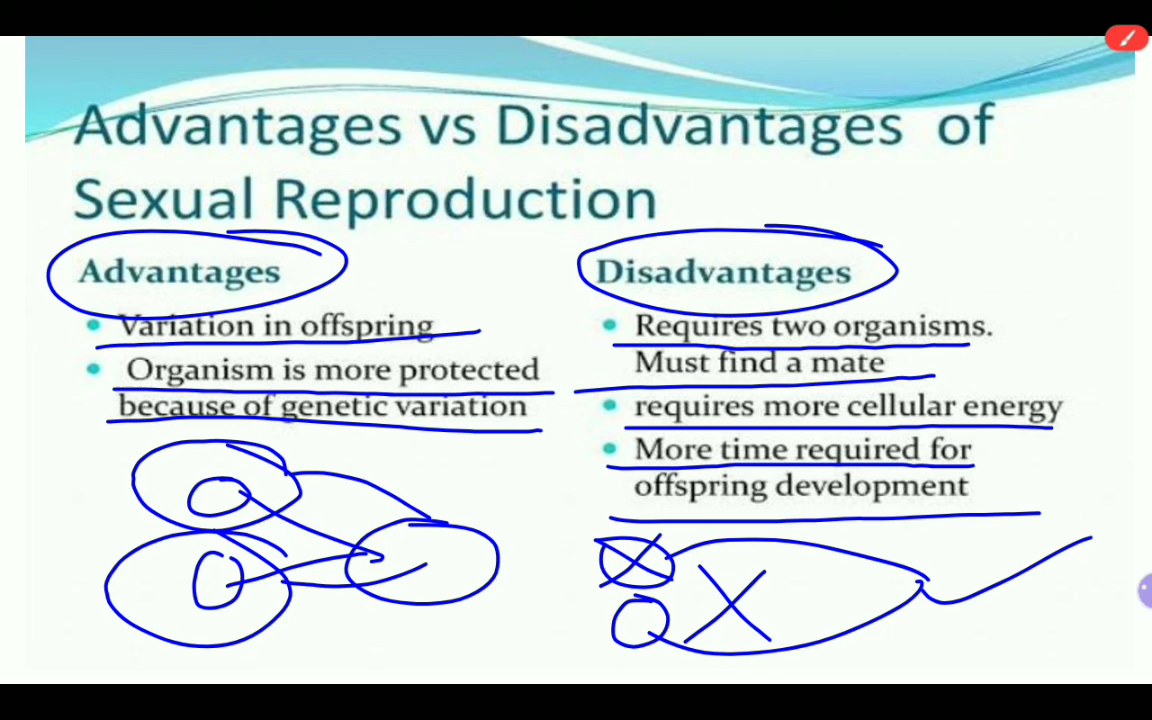 Advantages vs Disadvantages of
Sexual Reproduction
Advantages
• Variation in offspring
• Organism is more protected
because of genetic variation
Disadvantages
• Requires two organisms.
Must find a mate
• requires more cellular energy
• More time required for
offspring development